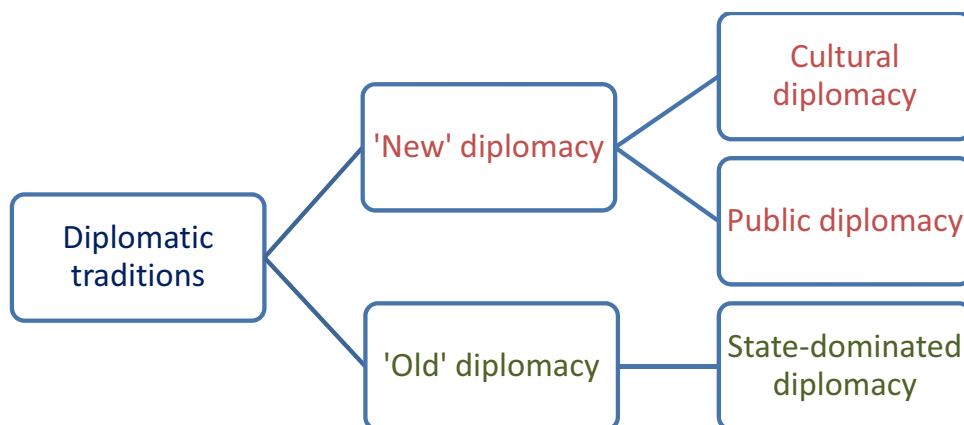 Diplomatic
traditions
'New' diplomacy
Cultural
diplomacy
Public diplomacy
'Old' diplomacy
State-dominated
diplomacy